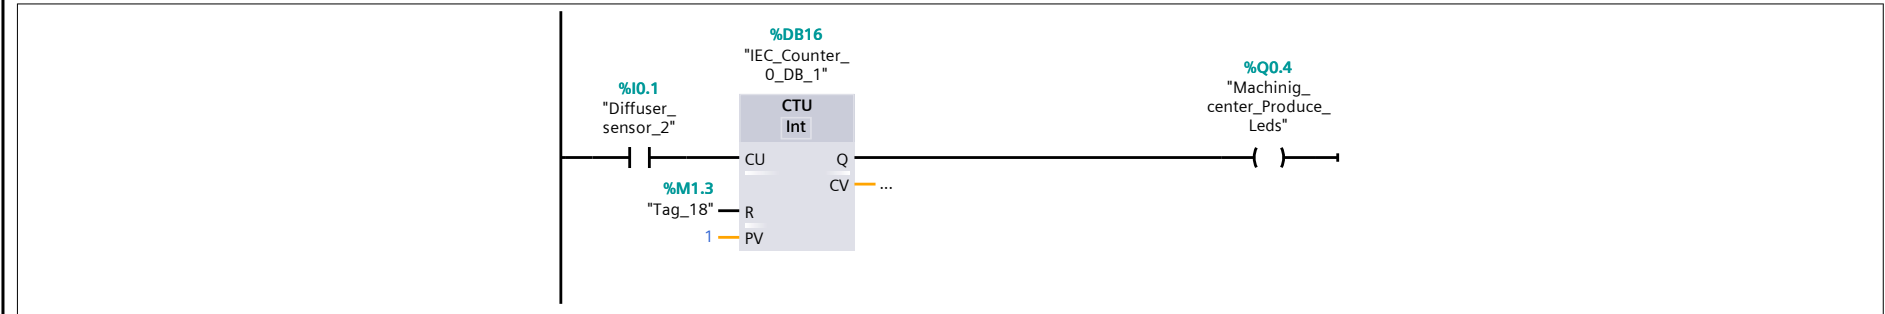 %DB16
"IEC_Counter_
0_DB_1"
%I0.1
"Diffuser_
sensor_2"
CTU
Int
%Q0.4
"Machinig_
center_Produce_
Leds"
CU
Q
CV
...
%M1.3
"Tag_18"
R
1
PV